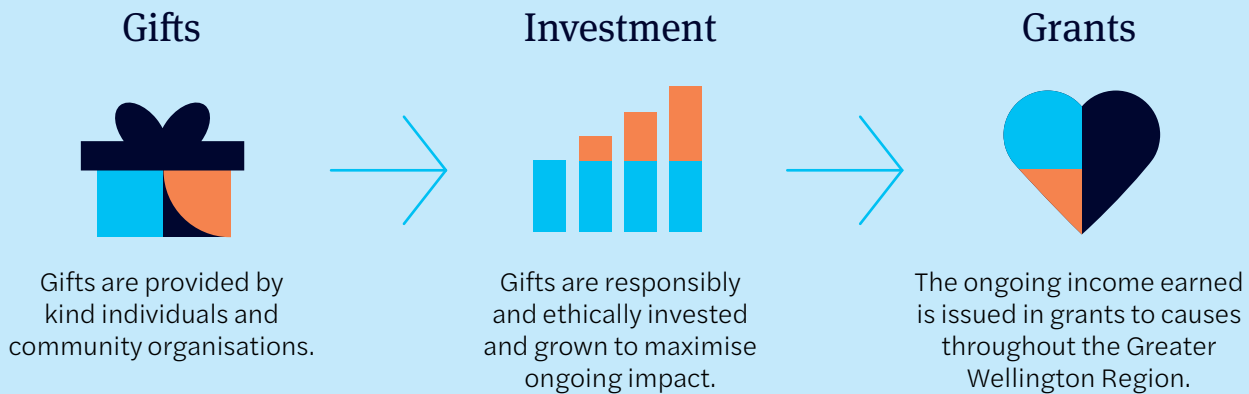 Gifts
Investment
Grants
Gifts are provided by
kind individuals and
community organisations.
Gifts are responsibly
and ethically invested
and grown to maximise
ongoing impact.
The ongoing income earned
is issued in grants to causes
throughout the Greater
Wellington Region.